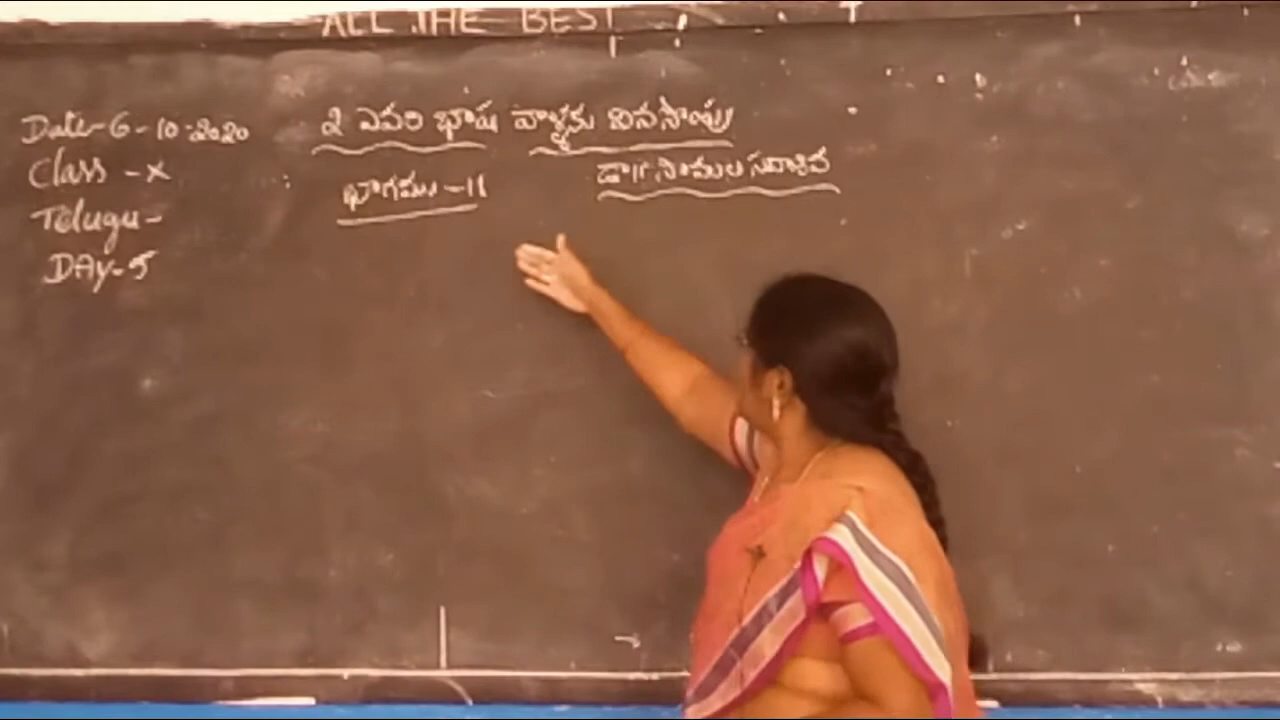 ALL THE BEST
Date-6-10-2020
Class - X
Telugu-
DAY-5
2 ఎవరి భాష వాళ్ళకు వినసొంపు
డా॥ సామల సదాశివ
భాగము-II